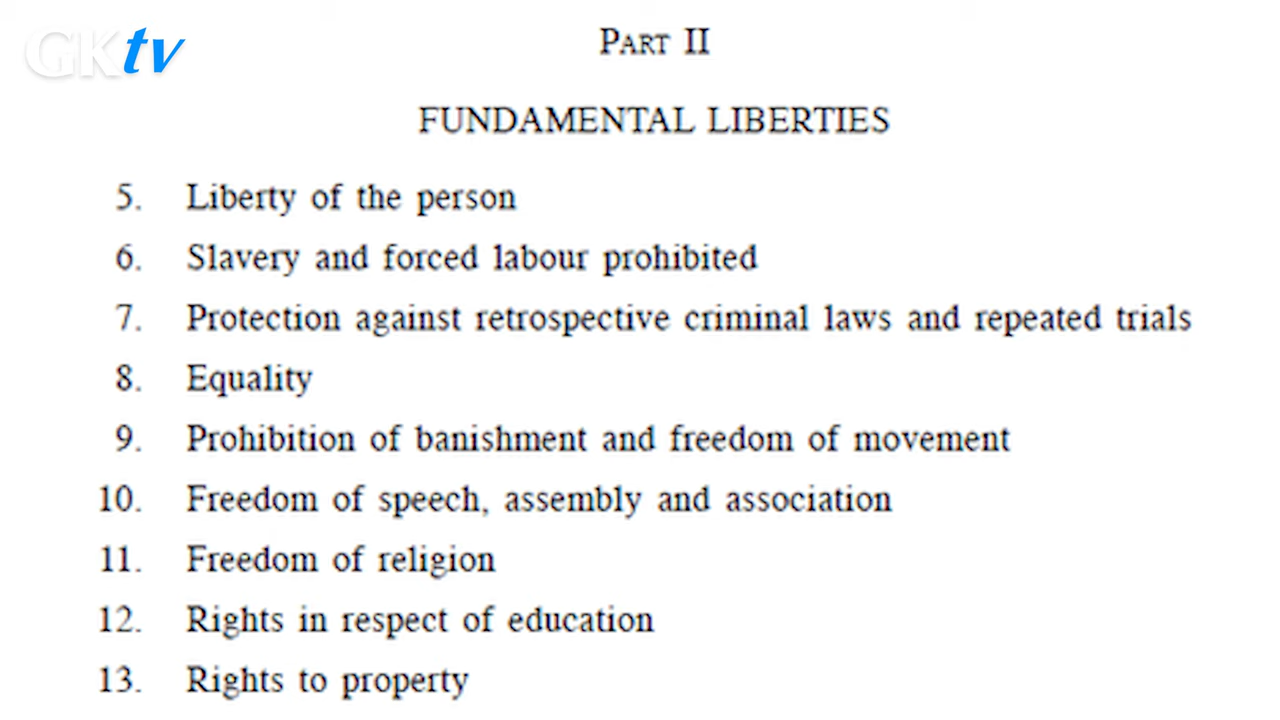 GKtv
PART II
FUNDAMENTAL LIBERTIES
5. Liberty of the person
6. Slavery and forced labour prohibited
7. Protection against retrospective criminal laws and repeated trials
8. Equality
9. Prohibition of banishment and freedom of movement
10. Freedom of speech, assembly and association
11. Freedom of religion
12. Rights in respect of education
13. Rights to property